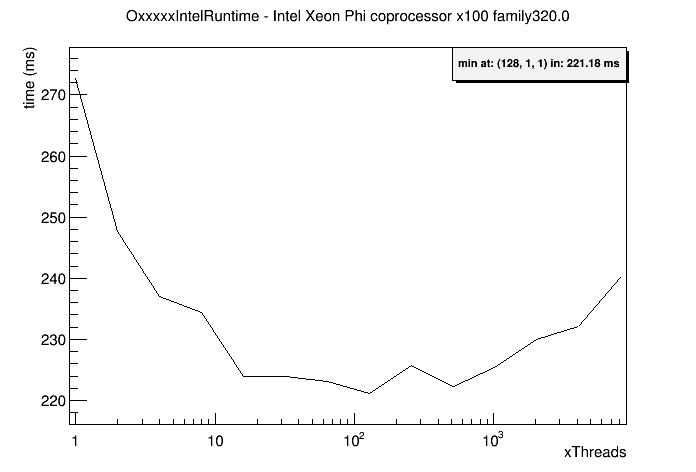 OxxxxxIntelRuntime - Intel Xeon Phi coprocessor x100 family320.0
time (ms)
min at: (128, 1, 1) in: 221.18 ms
270
260
250
240
230
220
1 10 10² 10³
xThreads